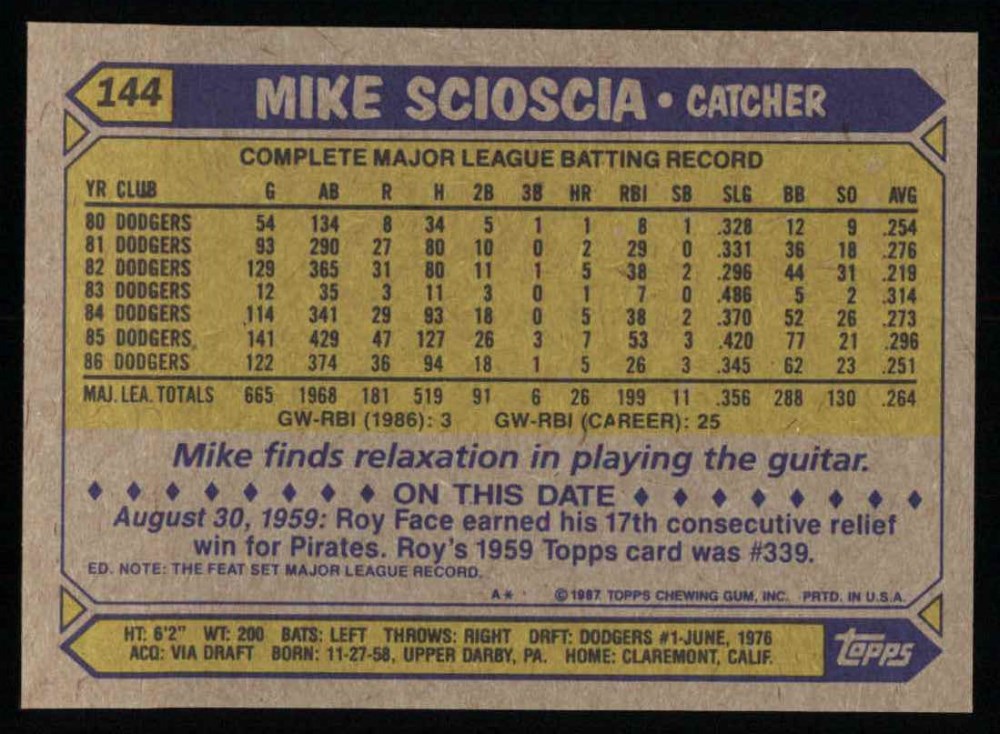 144
MIKE SCIOSCIA • CATCHER
COMPLETE MAJOR LEAGUE BATTING RECORD
YR CLUB G AB R H 2B 3B HR RBI SB SLG BB SO AVG
80 DODGERS 54 134 8 34 5 1 1 8 1 .328 12 9 .254
81 DODGERS 93 290 27 80 10 0 2 29 0 .331 36 18 .276
82 DODGERS 129 365 31 80 11 1 5 38 2 .296 44 31 .219
83 DODGERS 12 35 3 11 3 0 1 7 0 .486 5 2 .314
84 DODGERS 114 341 29 93 18 0 5 38 2 .370 52 26 .273
85 DODGERS 141 429 47 127 26 3 7 53 3 .420 77 21 .296
86 DODGERS 122 374 36 94 18 1 5 26 3 .345 62 23 .251
MAJ. LEA. TOTALS 665 1968 181 519 91 6 26 199 11 .356 288 130 .264
GW-RBI (1986): 3 GW-RBI (CAREER): 25
Mike finds relaxation in playing the guitar.
♦ ♦ ♦ ♦ ♦ ♦ ♦ ♦ ON THIS DATE ♦ ♦ ♦ ♦ ♦ ♦ ♦ ♦
August 30, 1959: Roy Face earned his 17th consecutive relief
win for Pirates. Roy's 1959 Topps card was #339.
ED. NOTE: THE FEAT SET MAJOR LEAGUE RECORD.
A* © 1987 TOPPS CHEWING GUM, INC. PRTD. IN U.S.A.
HT: 6'2" WT: 200 BATS: LEFT THROWS: RIGHT DRFT: DODGERS #1-JUNE, 1976
ACQ: VIA DRAFT BORN: 11-27-58, UPPER DARBY, PA. HOME: CLAREMONT, CALIF.
Topps